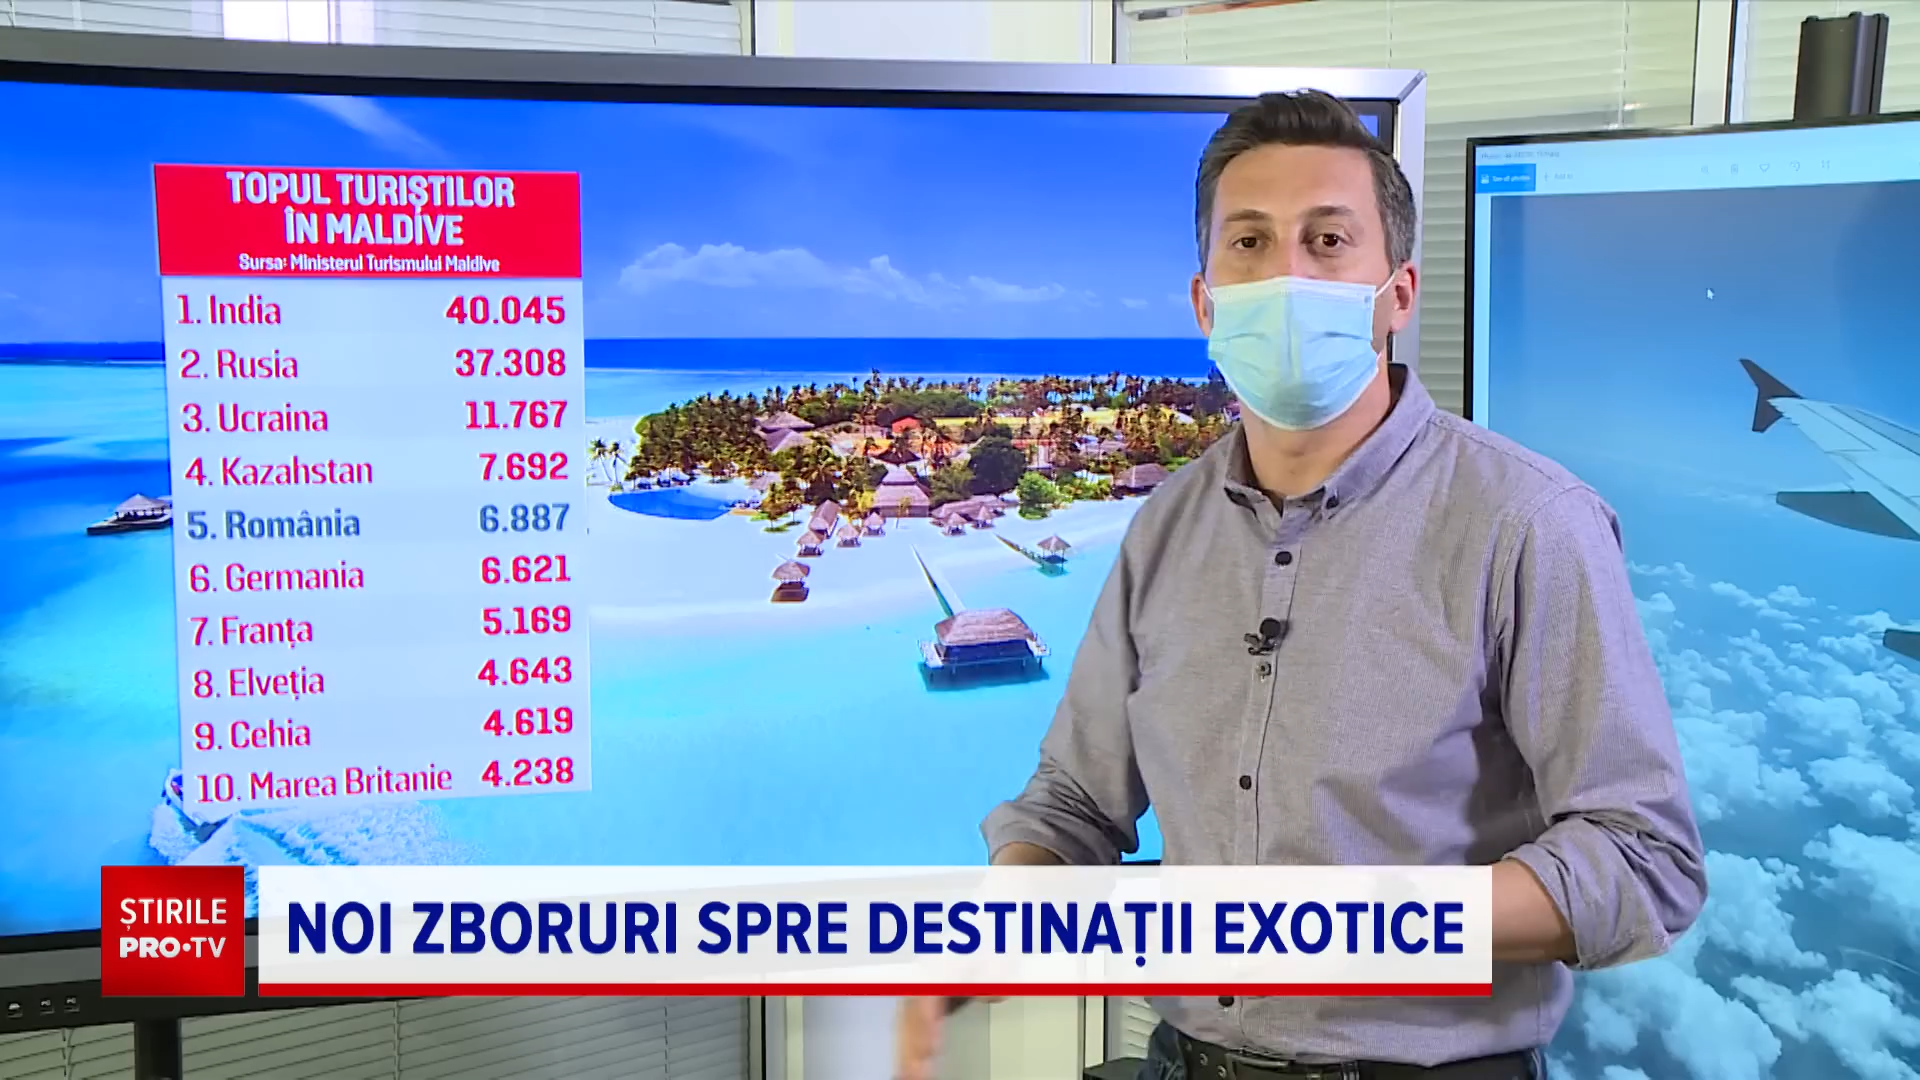 TOPUL TURIȘTILOR
ÎN MALDIVE
Sursa: Ministerul Turismului Maldive
1. India 40.045
2. Rusia 37.308
3. Ucraina 11.767
4. Kazahstan 7.692
5. România 6.887
6. Germania 6.621
7. Franța 5.169
8. Elveția 4.643
9. Cehia 4.619
10. Marea Britanie 4.238
ȘTIRILE
PRO•TV
NOI ZBORURI SPRE DESTINAȚII EXOTICE